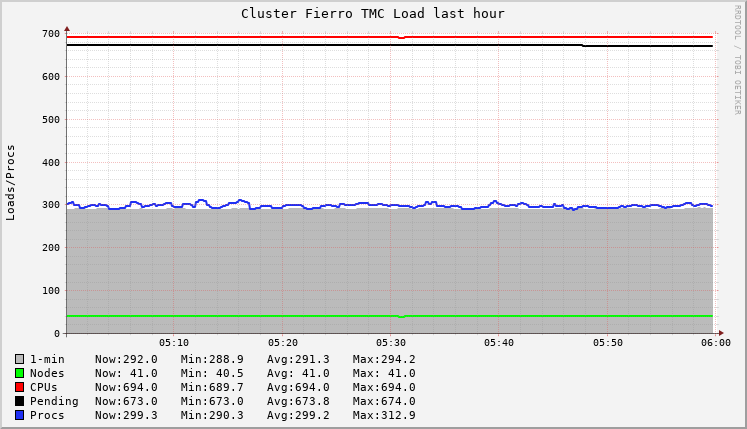 Cluster Fierro TMC Load last hour
RRDTOOL / TOBI OETIKER
Loads/Procs
700
600
500
400
300
200
100
0
05:10 05:20 05:30 05:40 05:50 06:00
1-min Now:292.0 Min:288.9 Avg:291.3 Max:294.2
Nodes Now: 41.0 Min: 40.5 Avg: 41.0 Max: 41.0
CPUs Now:694.0 Min:689.7 Avg:694.0 Max:694.0
Pending Now:673.0 Min:673.0 Avg:673.8 Max:674.0
Procs Now:299.3 Min:290.3 Avg:299.2 Max:312.9